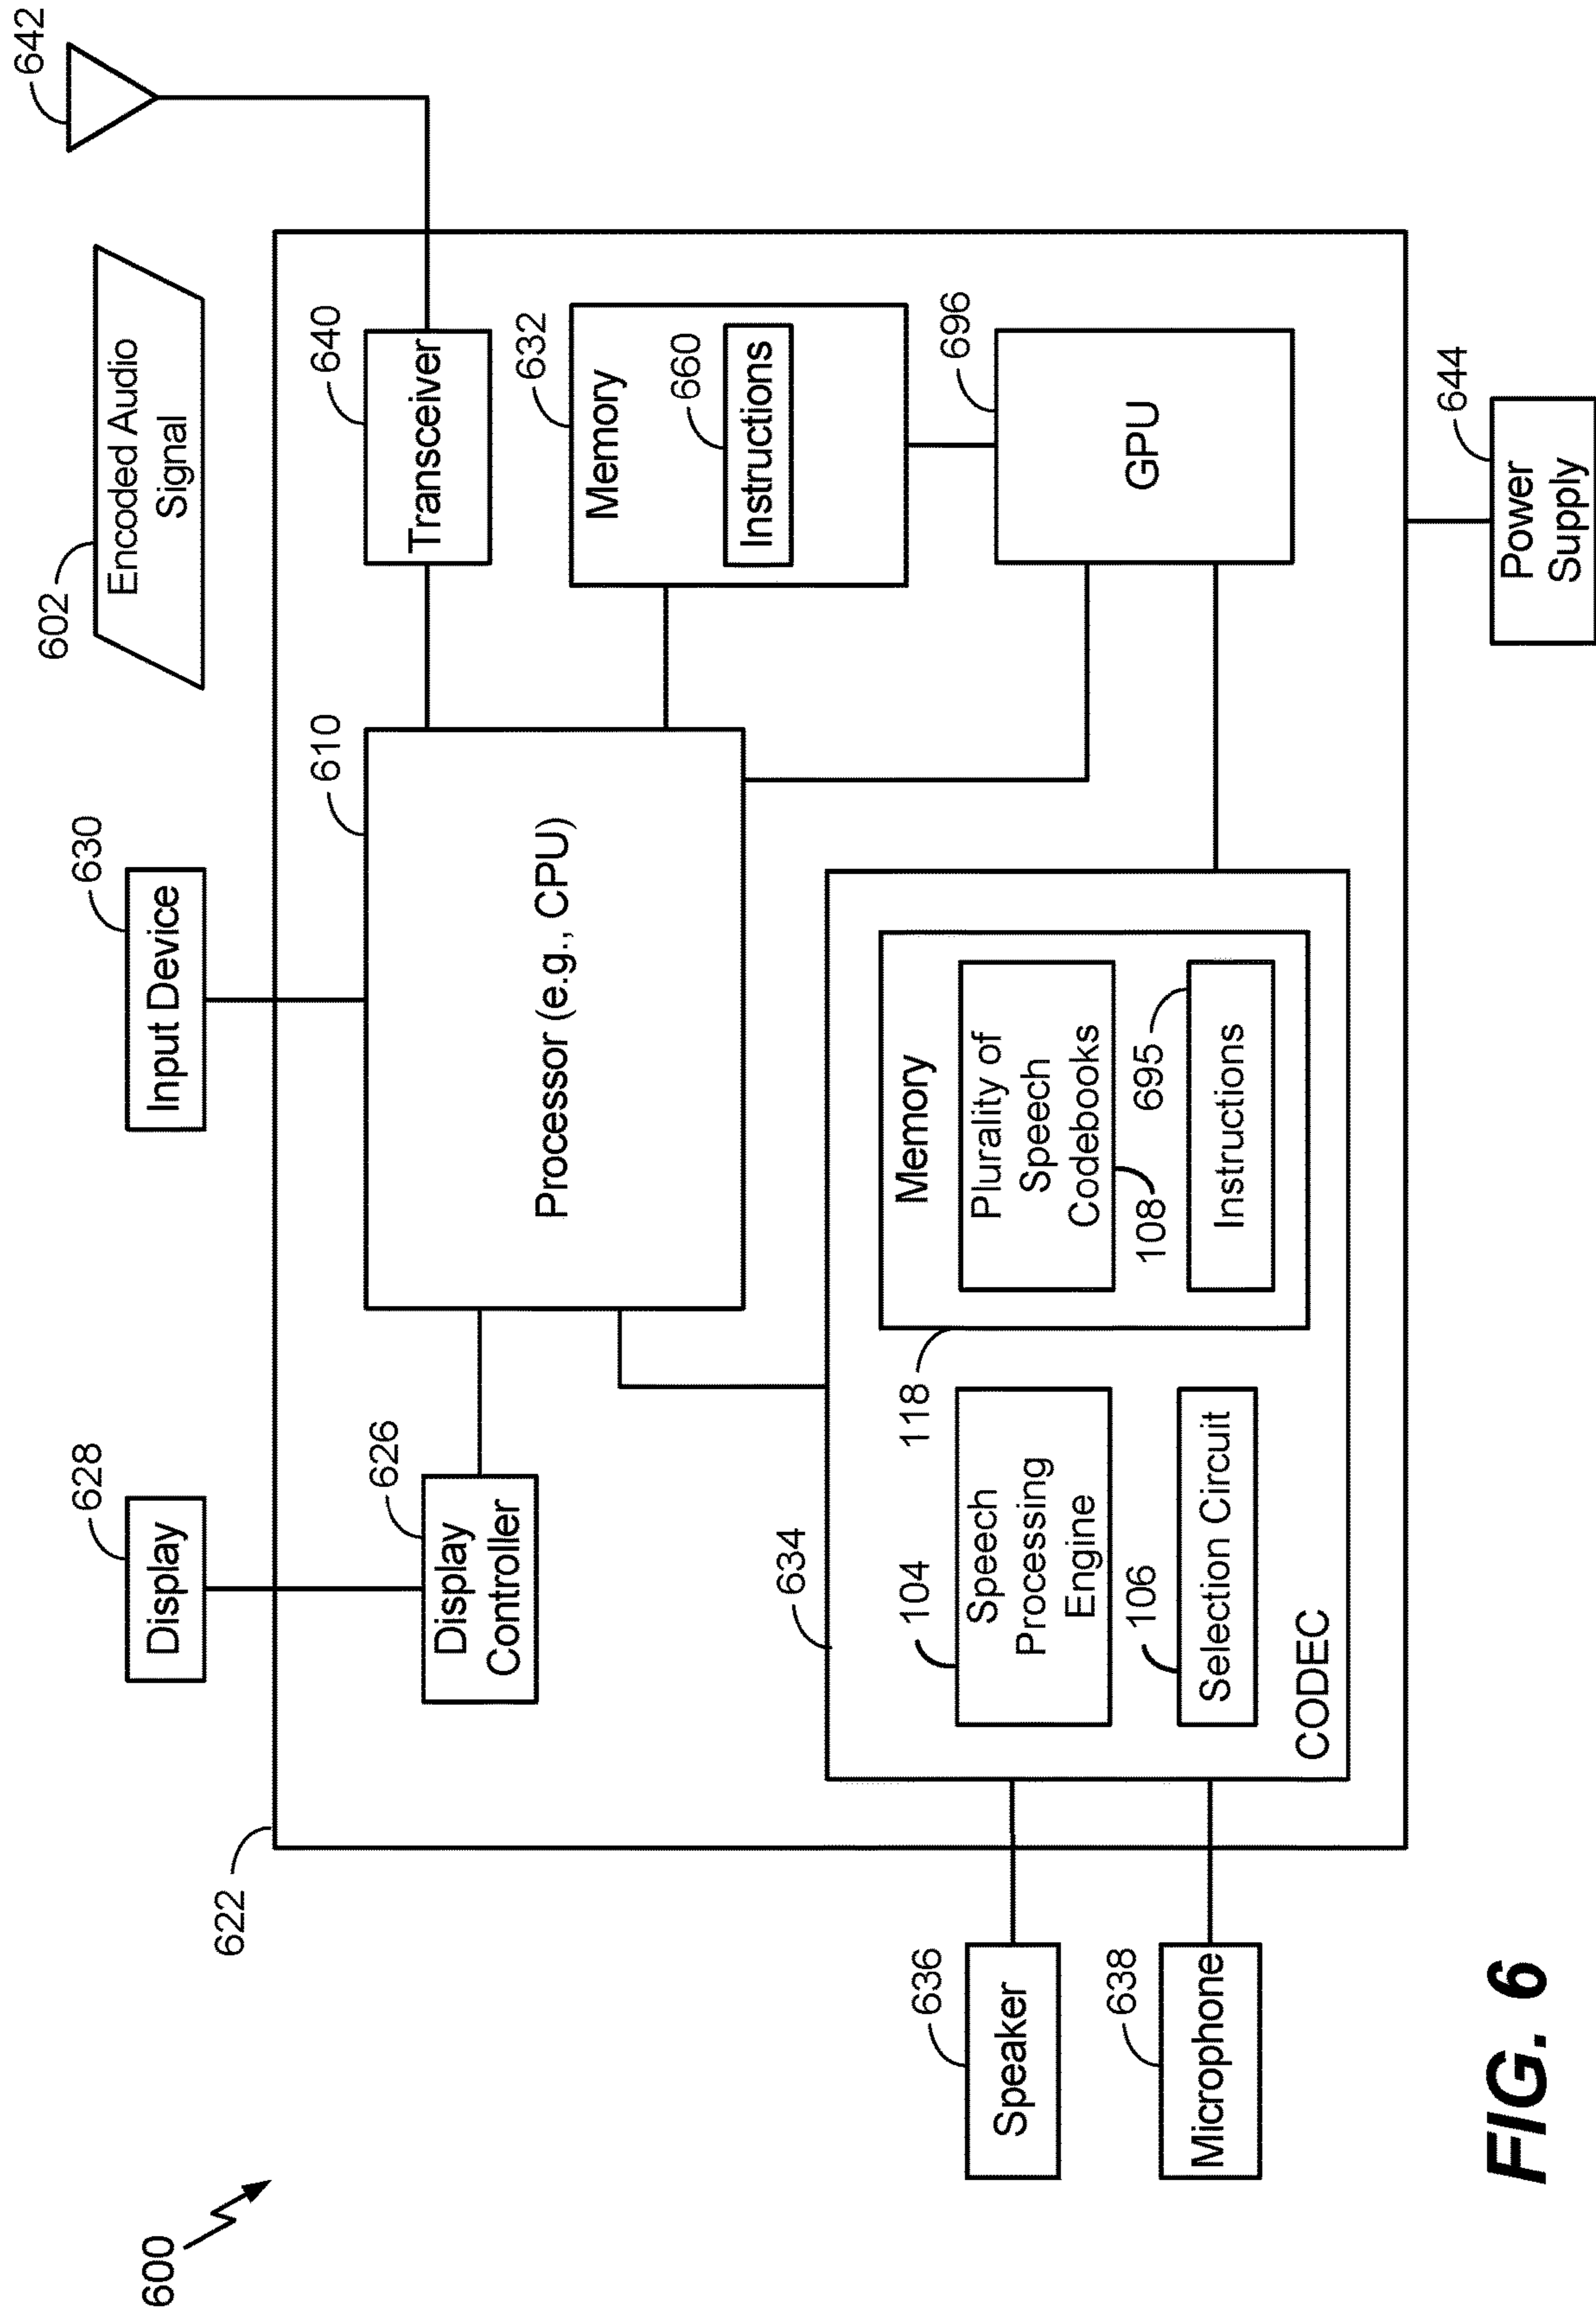 600
622
628
Display
630
Input Device
602
Encoded Audio
Signal
642
626
Display
Controller
610
Processor (e.g., CPU)
640
Transceiver
632
Memory
660
Instructions
696
GPU
634
104
Speech
Processing
Engine
106
Selection Circuit
CODEC
118
Memory
Plurality of
Speech
Codebooks
108
695
Instructions
636
Speaker
638
Microphone
644
Power
Supply
FIG. 6